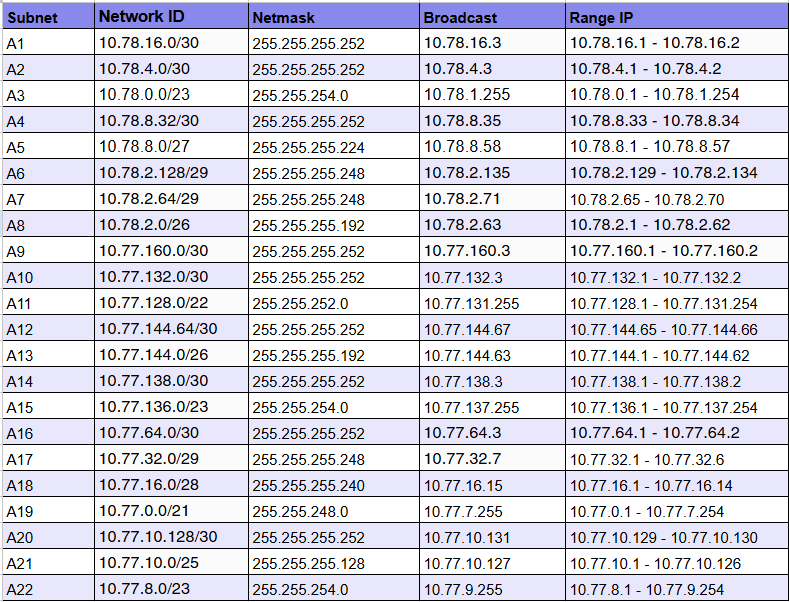 Subnet Network ID Netmask Broadcast Range IP
A1 10.78.16.0/30 255.255.255.252 10.78.16.3 10.78.16.1 - 10.78.16.2
A2 10.78.4.0/30 255.255.255.252 10.78.4.3 10.78.4.1 - 10.78.4.2
A3 10.78.0.0/23 255.255.254.0 10.78.1.255 10.78.0.1 - 10.78.1.254
A4 10.78.8.32/30 255.255.255.252 10.78.8.35 10.78.8.33 - 10.78.8.34
A5 10.78.8.0/27 255.255.255.224 10.78.8.58 10.78.8.1 - 10.78.8.57
A6 10.78.2.128/29 255.255.255.248 10.78.2.135 10.78.2.129 - 10.78.2.134
A7 10.78.2.64/29 255.255.255.248 10.78.2.71 10.78.2.65 - 10.78.2.70
A8 10.78.2.0/26 255.255.255.192 10.78.2.63 10.78.2.1 - 10.78.2.62
A9 10.77.160.0/30 255.255.255.252 10.77.160.3 10.77.160.1 - 10.77.160.2
A10 10.77.132.0/30 255.255.255.252 10.77.132.3 10.77.132.1 - 10.77.132.2
A11 10.77.128.0/22 255.255.252.0 10.77.131.255 10.77.128.1 - 10.77.131.254
A12 10.77.144.64/30 255.255.255.252 10.77.144.67 10.77.144.65 - 10.77.144.66
A13 10.77.144.0/26 255.255.255.192 10.77.144.63 10.77.144.1 - 10.77.144.62
A14 10.77.138.0/30 255.255.255.252 10.77.138.3 10.77.138.1 - 10.77.138.2
A15 10.77.136.0/23 255.255.254.0 10.77.137.255 10.77.136.1 - 10.77.137.254
A16 10.77.64.0/30 255.255.255.252 10.77.64.3 10.77.64.1 - 10.77.64.2
A17 10.77.32.0/29 255.255.255.248 10.77.32.7 10.77.32.1 - 10.77.32.6
A18 10.77.16.0/28 255.255.255.240 10.77.16.15 10.77.16.1 - 10.77.16.14
A19 10.77.0.0/21 255.255.248.0 10.77.7.255 10.77.0.1 - 10.77.7.254
A20 10.77.10.128/30 255.255.255.252 10.77.10.131 10.77.10.129 - 10.77.10.130
A21 10.77.10.0/25 255.255.255.128 10.77.10.127 10.77.10.1 - 10.77.10.126
A22 10.77.8.0/23 255.255.254.0 10.77.9.255 10.77.8.1 - 10.77.9.254